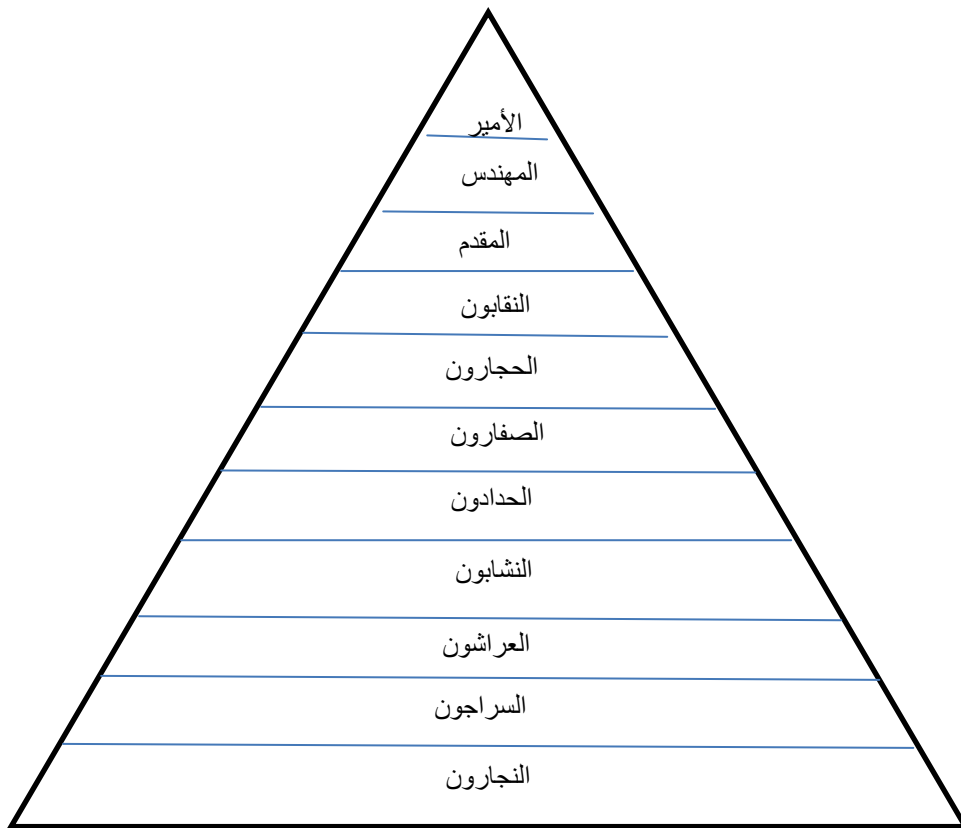 الأمير
المهندس
المقدم
النقابون
الحجارون
الصفارون
الحدادون
النشابون
العراشون
السراجون
النجارون